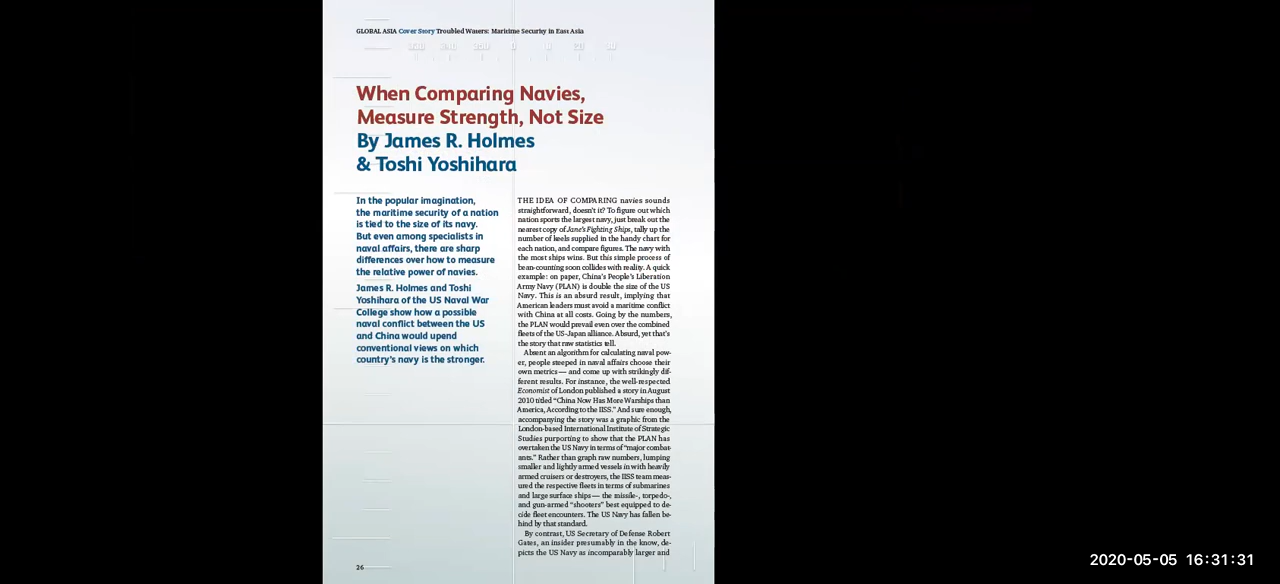 GLOBAL ASIA Cover Story Troubled Waters: Maritime Security in East Asia
When Comparing Navies,
Measure Strength, Not Size
By James R. Holmes
& Toshi Yoshihara
In the popular imagination,
the maritime security of a nation
is tied to the size of its navy.
But even among specialists in
naval affairs, there are sharp
differences over how to measure
the relative power of navies.
James R. Holmes and Toshi
Yoshihara of the US Naval War
College show how a possible
naval conflict between the US
and China would upend
conventional views on which
country's navy is the stronger.
THE IDEA OF COMPARING navies sounds
straightforward, doesn't it? To figure out which
nation sports the largest navy, just break out the
nearest copy of Jane's Fighting Ships, tally up the
number of keels supplied in the handy chart for
each nation, and compare figures. The navy with
the most ships wins. But this simple process of
bean-counting soon collides with reality. A quick
example: on paper, China's People's Liberation
Army Navy (PLAN) is double the size of the US
Navy. This is an absurd result, implying that
American leaders must avoid a maritime conflict
with China at all costs. Going by the numbers,
the PLAN would prevail even over the combined
fleets of the US-Japan alliance. Absurd, yet that's
the story that raw statistics tell.
Absent an algorithm for calculating naval pow-
er, people steeped in naval affairs choose their
own metrics — and come up with strikingly dif-
ferent results. For instance, the well-respected
Economist of London published a story in August
2010 titled “China Now Has More Warships than
America, According to the IISS.” And sure enough,
accompanying the story was a graphic from the
London-based International Institute of Strategic
Studies purporting to show that the PLAN has
overtaken the US Navy in terms of “major combat-
ants.” Rather than graph raw numbers, lumping
smaller and lightly armed vessels in with heavily
armed cruisers or destroyers, the IISS team meas-
ured the respective fleets in terms of submarines
and large surface ships — the missile-, torpedo-,
and gun-armed “shooters” best equipped to de-
cide fleet encounters. The US Navy has fallen be-
hind by that standard.
By contrast, US Secretary of Defense Robert
Gates, an insider presumably in the know, de-
picts the US Navy as incomparably larger and
26
2020-05-05 16:31:31